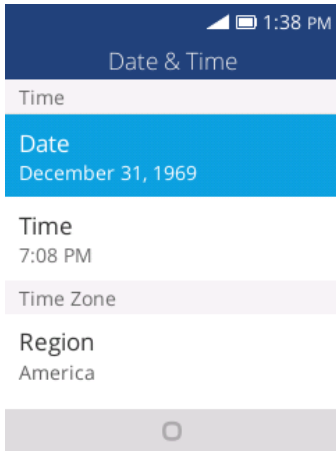 1:38 PM
Date & Time
Time
Date
December 31, 1969
Time
7:08 PM
Time Zone
Region
America